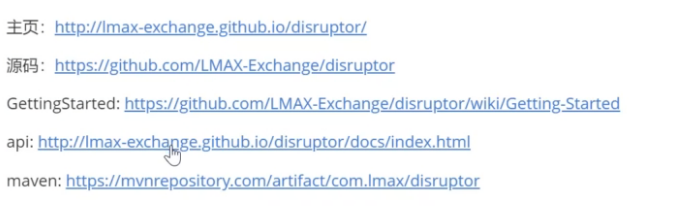 主页：http://lmax-exchange.github.io/disruptor/
源码：https://github.com/LMAX-Exchange/disruptor
GettingStarted: https://github.com/LMAX-Exchange/disruptor/wiki/Getting-Started
api: http://lmax-exchange.github.io/disruptor/docs/index.html
maven: https://mvnrepository.com/artifact/com.lmax/disruptor